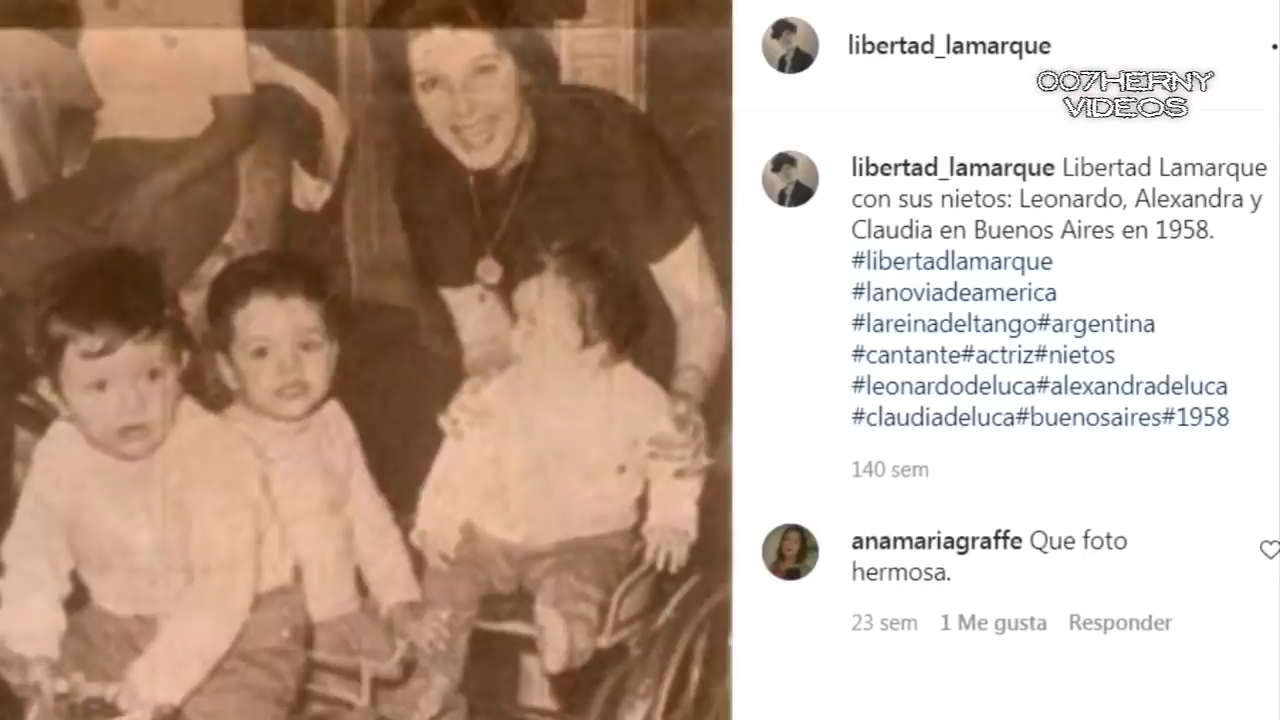 libertad_lamarque
007HERNY
VIDEOS
libertad_lamarque Libertad Lamarque
con sus nietos: Leonardo, Alexandra y
Claudia en Buenos Aires en 1958.
#libertadlamarque
#lanoviadeamerica
#lareinadeltango#argentina
#cantante#actriz#nietos
#leonardodeluca#alexandradeluca
#claudiadeluca#buenosaires#1958
140 sem
anamariagraffe Que foto
hermosa.
23 sem 1 Me gusta Responder